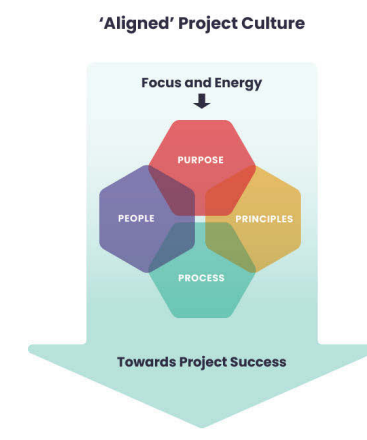 ‘Aligned’ Project Culture
Focus and Energy
PURPOSE
PEOPLE
PRINCIPLES
PROCESS
Towards Project Success